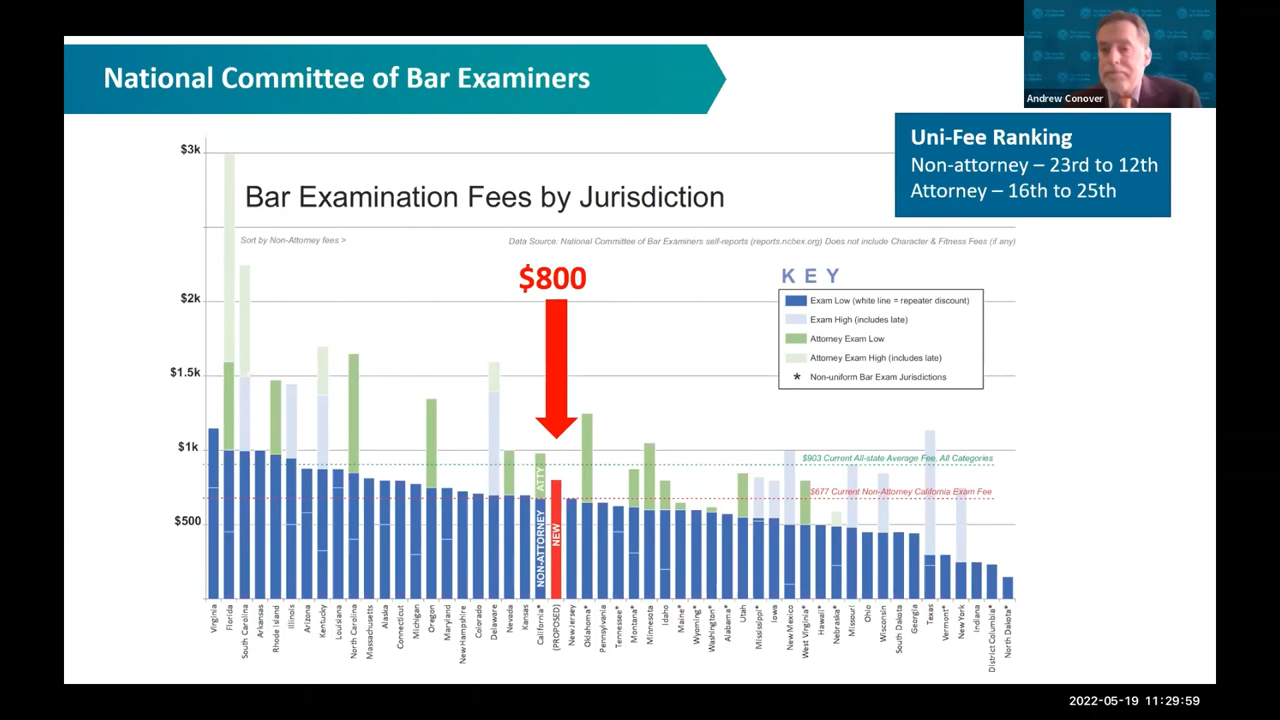 National Committee of Bar Examiners
Andrew Conover
Uni-Fee Ranking
Non-attorney – 23rd to 12th
Attorney – 16th to 25th
Bar Examination Fees by Jurisdiction
Sort by Non-Attorney fees >
Data Source: National Committee of Bar Examiners self-reports (reports.ncbex.org) Does not include Character & Fitness Fees (if any)
$3k
$2k
$1.5k
$1k
$500
$800
KEY
Exam Low (white line = repeater discount)
Exam High (includes late)
Attorney Exam Low
Attorney Exam High (includes late)
* Non-uniform Bar Exam Jurisdictions
$903 Current All-state Average Fee, All Categories
$677 Current Non-Attorney California Exam Fee
ATTY
NON-ATTORNEY
NEW
Virginia
Florida
South Carolina
Arkansas
Rhode Island
Illinois
Arizona
Kentucky
Louisiana
North Carolina
Massachusetts
Alaska
Connecticut
Michigan
Oregon
Maryland
New Hampshire
Colorado
Delaware
Nevada
Kansas
California*
(PROPOSED)
New Jersey
Oklahoma*
Pennsylvania
Tennessee*
Montana*
Minnesota
Idaho
Maine*
Wyoming*
Washington*
Alabama*
Utah
Mississippi*
Iowa
New Mexico
West Virginia*
Hawaii*
Nebraska*
Missouri
Ohio
Wisconsin
South Dakota
Georgia
Texas
Vermont*
New York
Indiana
District Columbia*
North Dakota*
2022-05-19 11:29:59